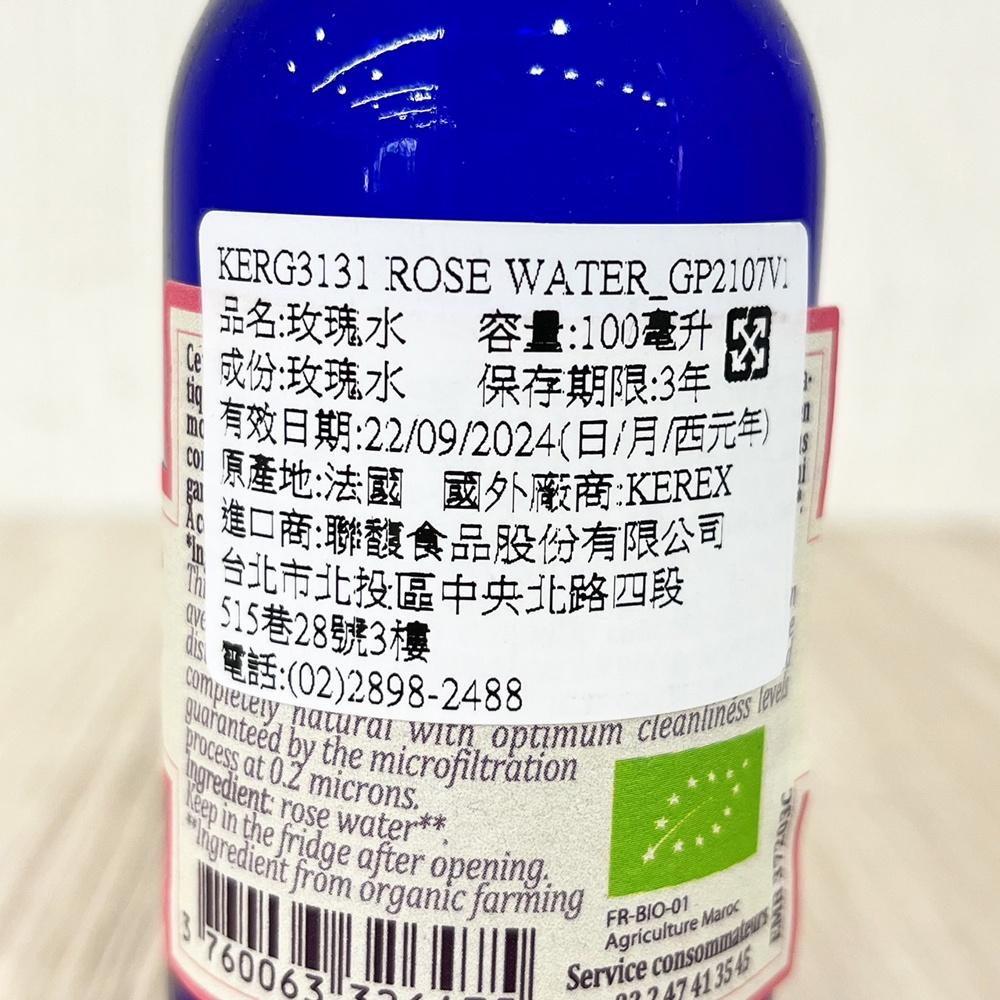 KERG3131 ROSE WATER_GP2107V1
品名:玫瑰水 容量:100毫升
成份:玫瑰水 保存期限:3年
有效日期:22/09/2024(日/月/西元年)
原產地:法國 國外廠商:KEREX
進口商:聯馥食品股份有限公司
台北市北投區中央北路四段
515巷28號3樓
電話:(02)2898-2488
completely natural with optimum cleanliness levels
guaranteed by the microfiltration
process at 0.2 microns.
Ingredient: rose water**.
Keep in the fridge after opening.
**Ingredient from organic farming
FR-BIO-01
Agriculture Maroc
Service consommateurs
3 760063